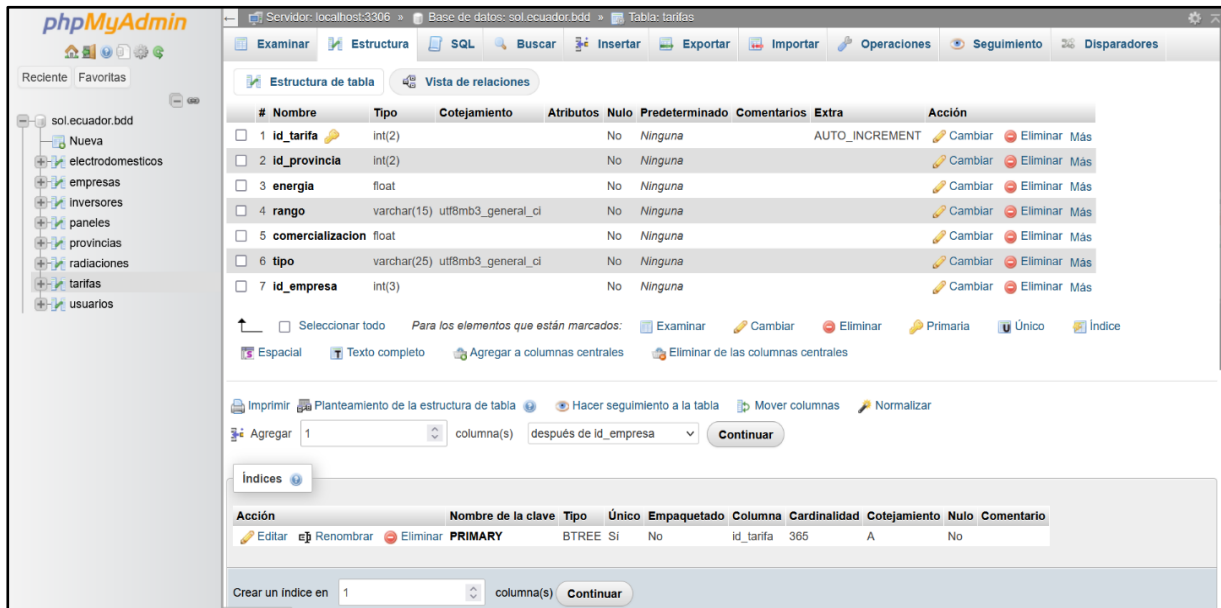 phpMyAdmin
Reciente Favoritas
sol.ecuador.bdd
Nueva
electrodomesticos
empresas
inversores
paneles
provincias
radiaciones
tarifas
usuarios
Servidor: localhost:3306 » Base de datos: sol.ecuador.bdd » Tabla: tarifas
Examinar Estructura SQL Buscar Insertar Exportar Importar Operaciones Seguimiento Disparadores
Estructura de tabla Vista de relaciones
# Nombre Tipo Cotejamiento Atributos Nulo Predeterminado Comentarios Extra Acción
1 id_tarifa int(2) No Ninguna AUTO_INCREMENT Cambiar Eliminar Más
2 id_provincia int(2) No Ninguna Cambiar Eliminar Más
3 energia float No Ninguna Cambiar Eliminar Más
4 rango varchar(15) utf8mb3_general_ci No Ninguna Cambiar Eliminar Más
5 comercializacion float No Ninguna Cambiar Eliminar Más
6 tipo varchar(25) utf8mb3_general_ci No Ninguna Cambiar Eliminar Más
7 id_empresa int(3) No Ninguna Cambiar Eliminar Más
Seleccionar todo Para los elementos que están marcados: Examinar Cambiar Eliminar Primaria Único Índice
Espacial Texto completo Agregar a columnas centrales Eliminar de las columnas centrales
Imprimir Planteamiento de la estructura de tabla Hacer seguimiento a la tabla Mover columnas Normalizar
Agregar 1 columna(s) después de id_empresa Continuar
Índices
Acción Nombre de la clave Tipo Único Empaquetado Columna Cardinalidad Cotejamiento Nulo Comentario
Editar Renombrar Eliminar PRIMARY BTREE Sí No id_tarifa 365 A No
Crear un índice en 1 columna(s) Continuar